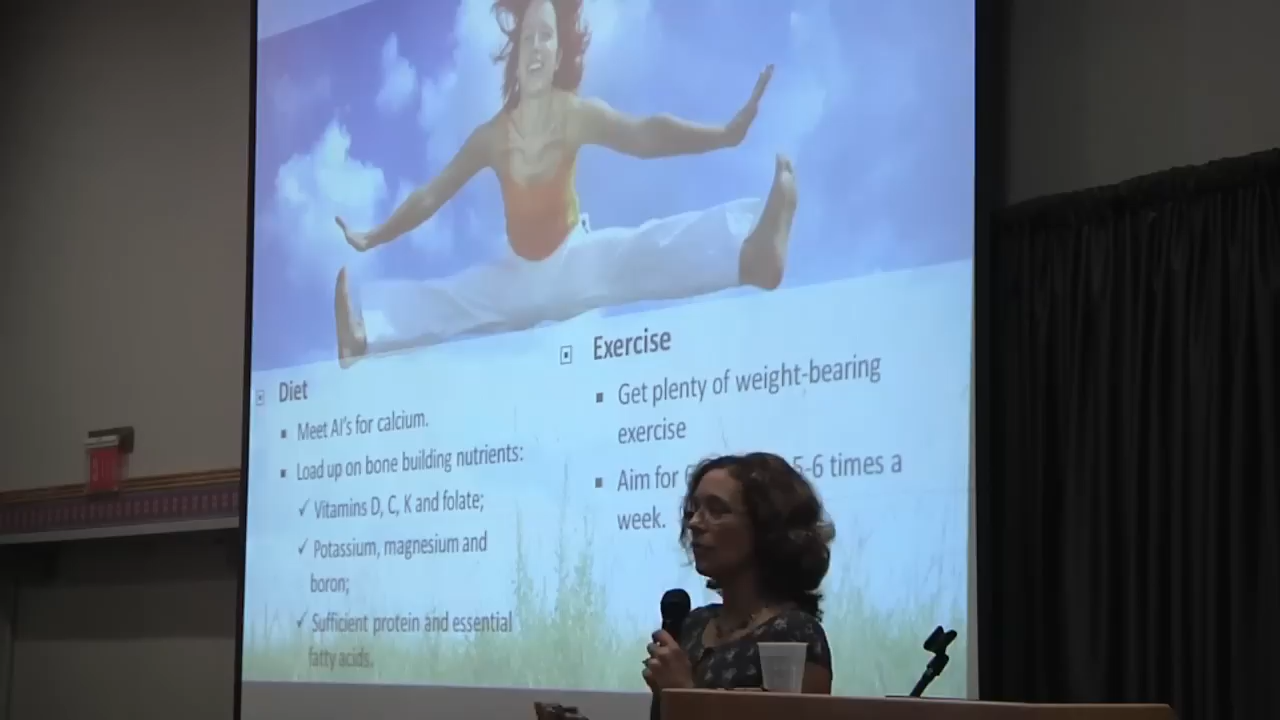 Diet
Meet AI's for calcium.
Load up on bone building nutrients:
Vitamins D, C, K and folate;
Potassium, magnesium and
boron;
Sufficient protein and essential
fatty acids.
Exercise
Get plenty of weight-bearing
exercise
Aim for 5-6 times a
week.